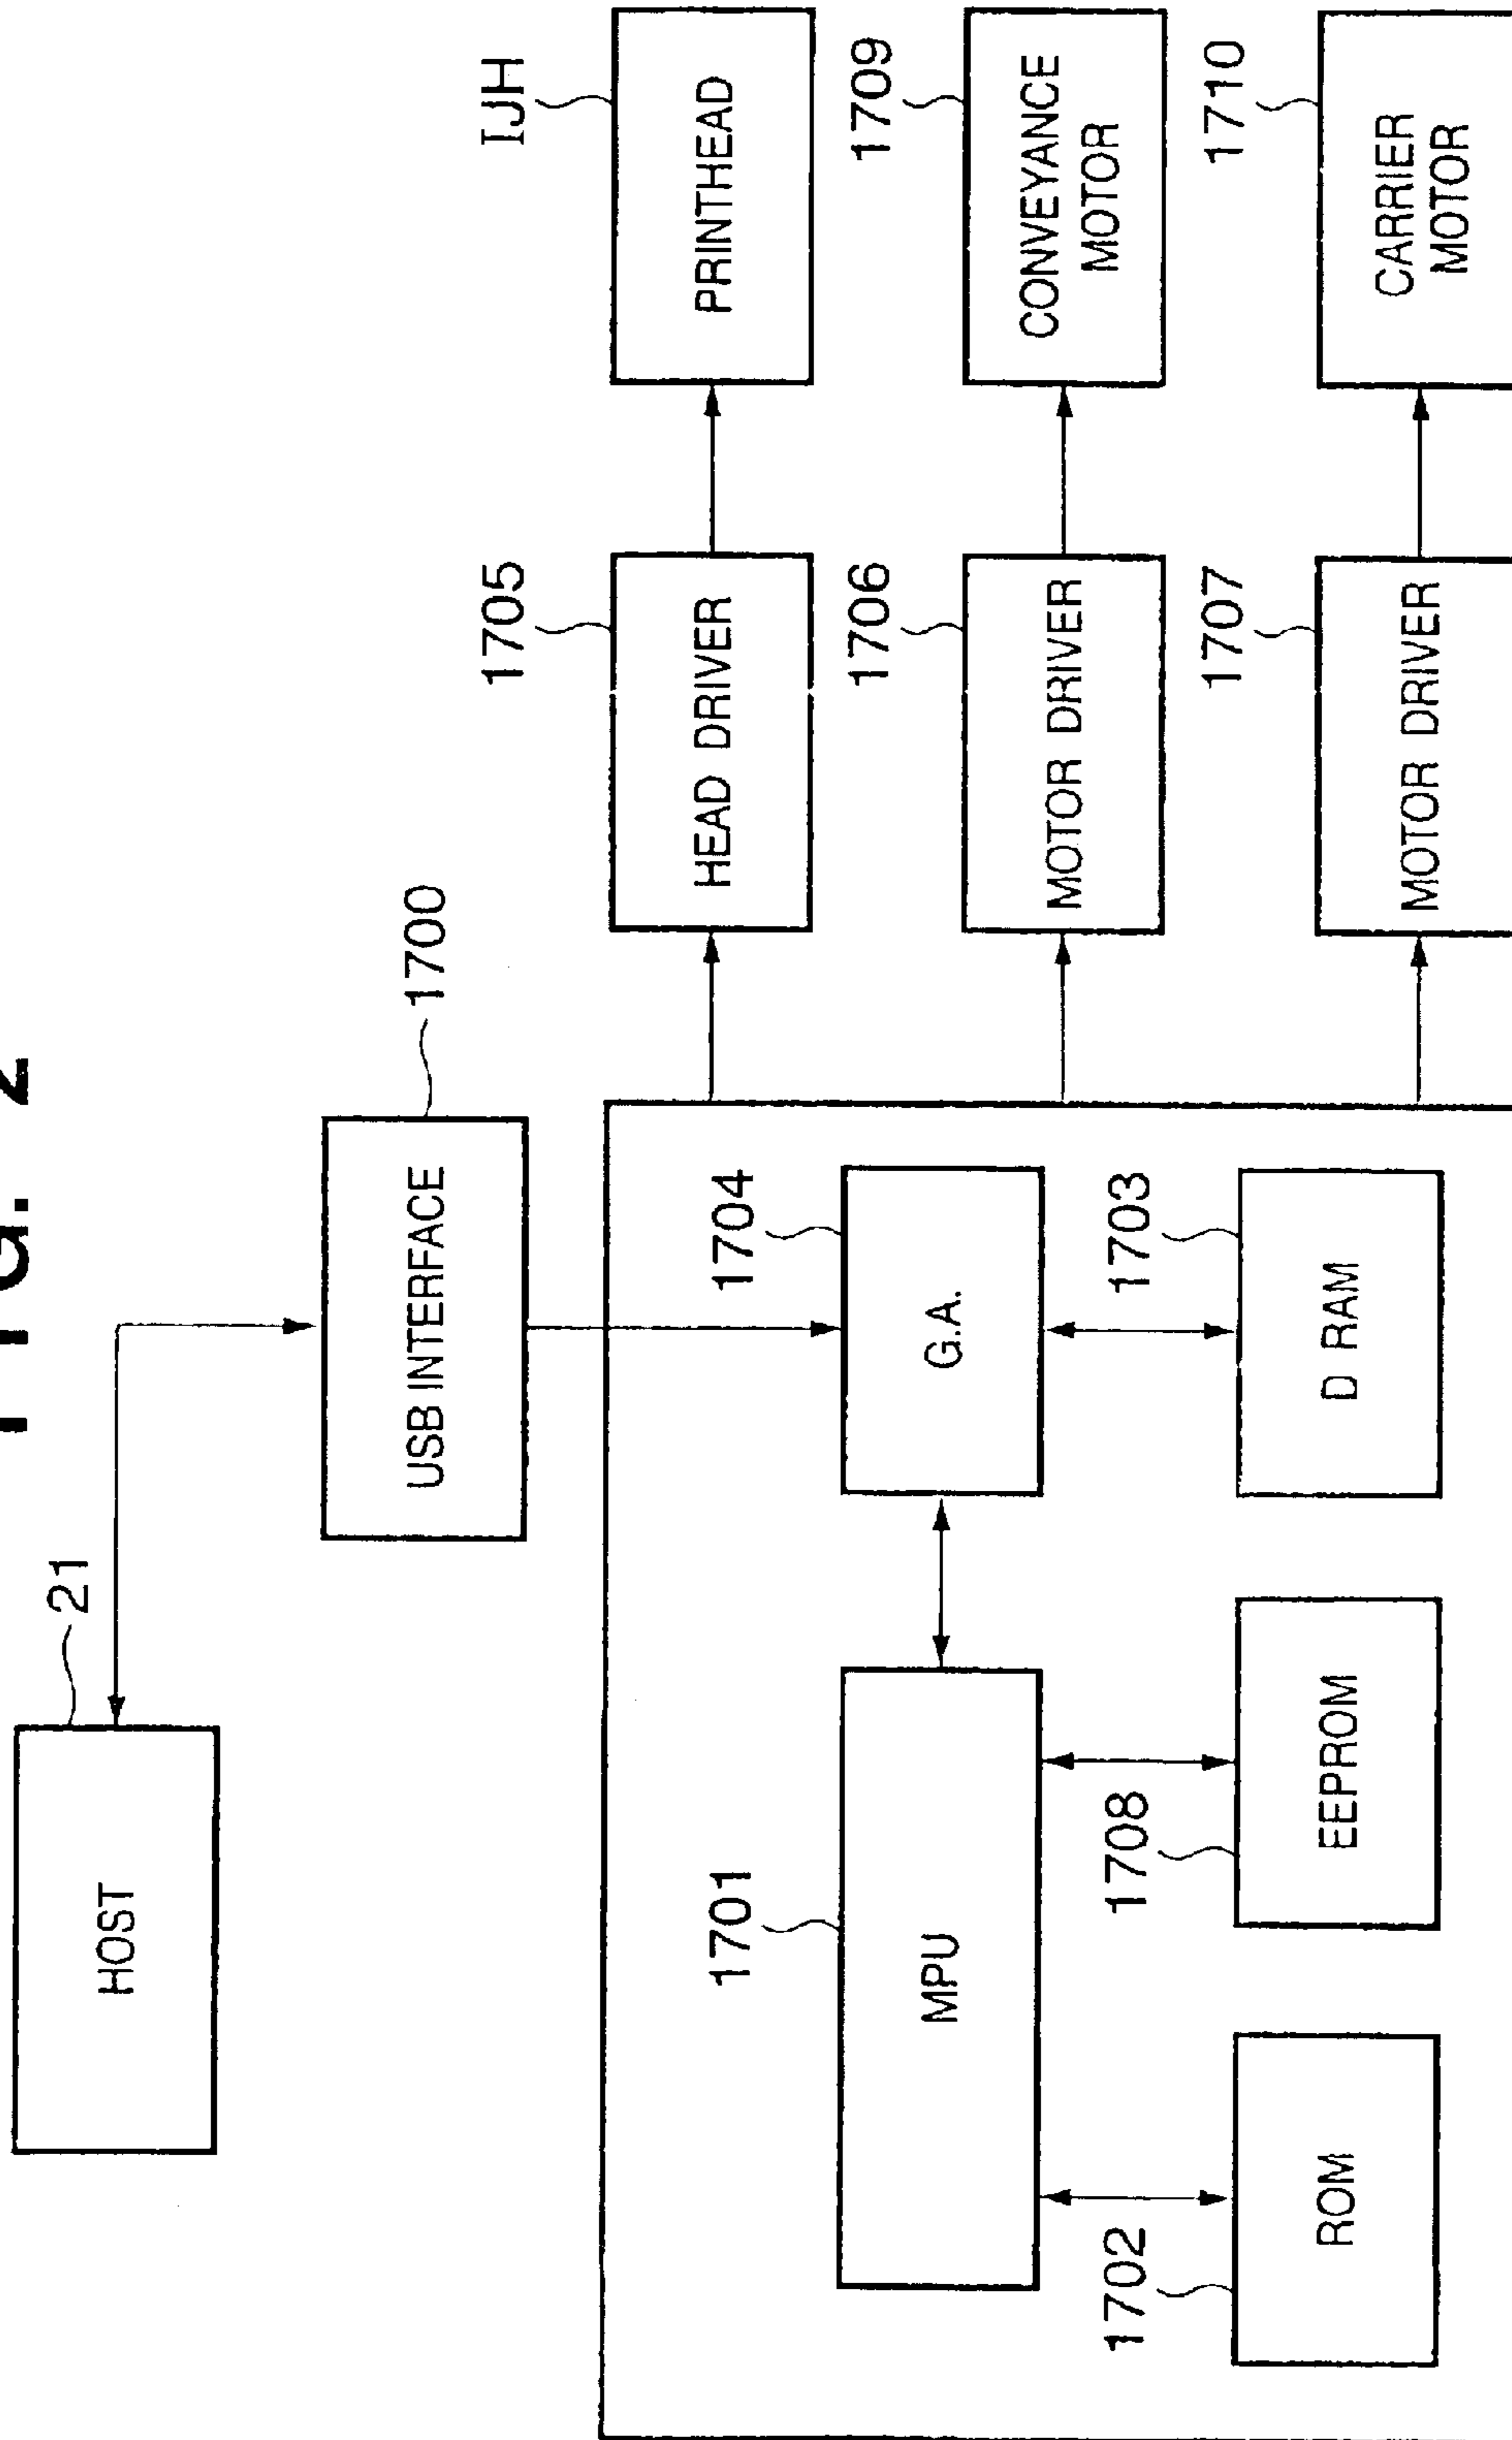 FIG. 2
HOST
21
USB INTERFACE
1700
1705
IJH
HEAD DRIVER
PRINTHEAD
1701
1704
MPU
G.A.
1706
1709
MOTOR DRIVER
CONVEYANCE
MOTOR
1702
1708
1703
ROM
EEPROM
D RAM
1707
1710
MOTOR DRIVER
CARRIER
MOTOR